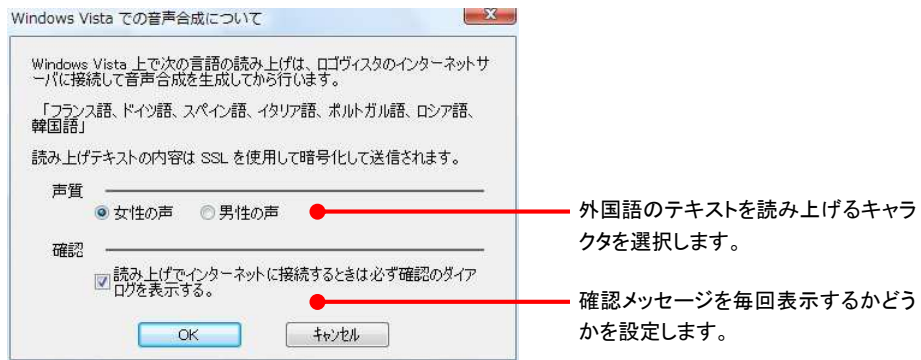 Windows Vista での音声合成について
Windows Vista 上で次の言語の読み上げは、ロゴヴィスタのインターネットサ
ーバに接続して音声合成を生成してから行います。
「フランス語、ドイツ語、スペイン語、イタリア語、ポルトガル語、ロシア語、
韓国語」
読み上げテキストの内容は SSL を使用して暗号化して送信されます。
声質
女性の声 男性の声
外国語のテキストを読み上げるキャラ
クタを選択します。
確認
読み上げでインターネットに接続するときは必ず確認のダイア
ログを表示する。
確認メッセージを毎回表示するかどう
かを設定します。
OK キャンセル